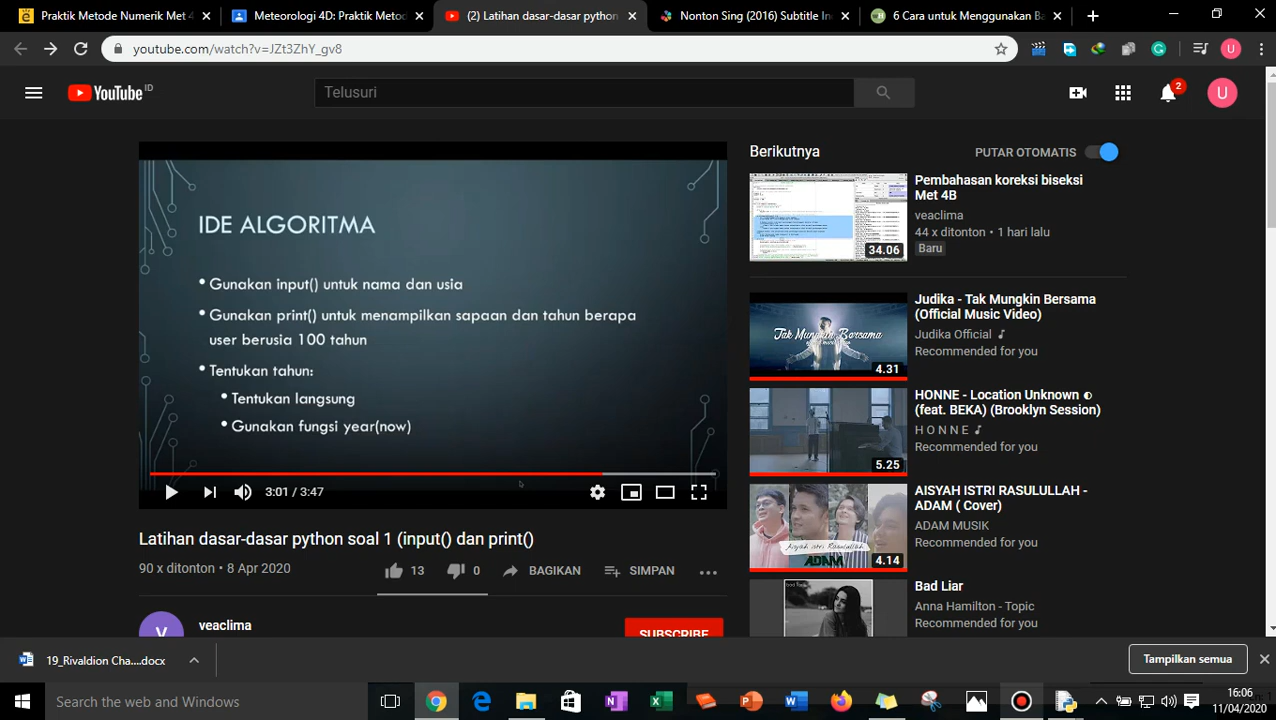 Praktik Metode Numerik Met 4
Meteorologi 4D: Praktik Metod
(2) Latihan dasar-dasar python
Nonton Sing (2016) Subtitle In
6 Cara untuk Menggunakan Ba
youtube.com/watch?v=JZt3ZhY_gv8
U
YouTube ID
Telusuri
2
U
IDE ALGORITMA
• Gunakan input() untuk nama dan usia
• Gunakan print() untuk menampilkan sapaan dan tahun berapa
user berusia 100 tahun
• Tentukan tahun:
• Tentukan langsung
• Gunakan fungsi year(now)
3:01 / 3:47
Latihan dasar-dasar python soal 1 (input() dan print()
90 x ditonton • 8 Apr 2020
13
0
BAGIKAN
SIMPAN
V
veaclima
SUBSCRIBE
Berikutnya
PUTAR OTOMATIS
34.06
Pembahasan koreksi biseksi
Met 4B
veaclima
44 x ditonton • 1 hari lalu
Baru
Tak Mungkin Bersama
4.31
Judika - Tak Mungkin Bersama
(Official Music Video)
Judika Official
Recommended for you
5.25
HONNE - Location Unknown ◐
(feat. BEKA) (Brooklyn Session)
H O N N E
Recommended for you
Aisyah istri Rasulullah
ADAM
4.14
AISYAH ISTRI RASULULLAH -
ADAM ( Cover)
ADAM MUSIK
Recommended for you
Bad Liar
Anna Hamilton - Topic
Recommended for you
19_Rivaldion Cha....docx
Tampilkan semua
Search the web and Windows
18:06
11/04/2020